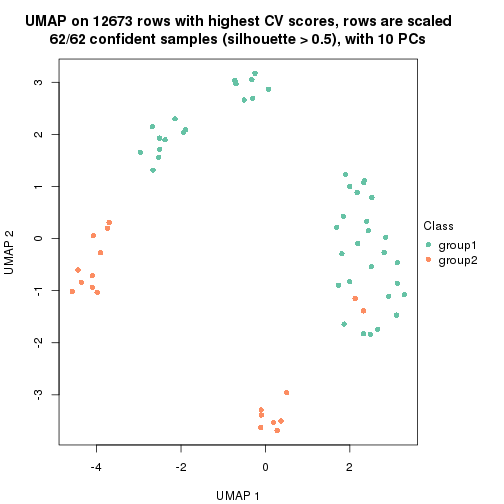 UMAP on 12673 rows with highest CV scores, rows are scaled
62/62 confident samples (silhouette > 0.5), with 10 PCs
3
2
1
0
-1
-2
-3
UMAP 2
-4
-2
0
2
UMAP 1
Class
group1
group2